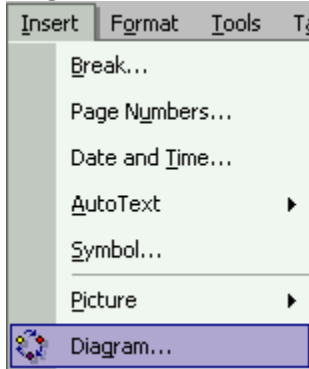 Insert Format Tools
Break...
Page Numbers...
Date and Time...
AutoText
Symbol...
Picture
Diagram...